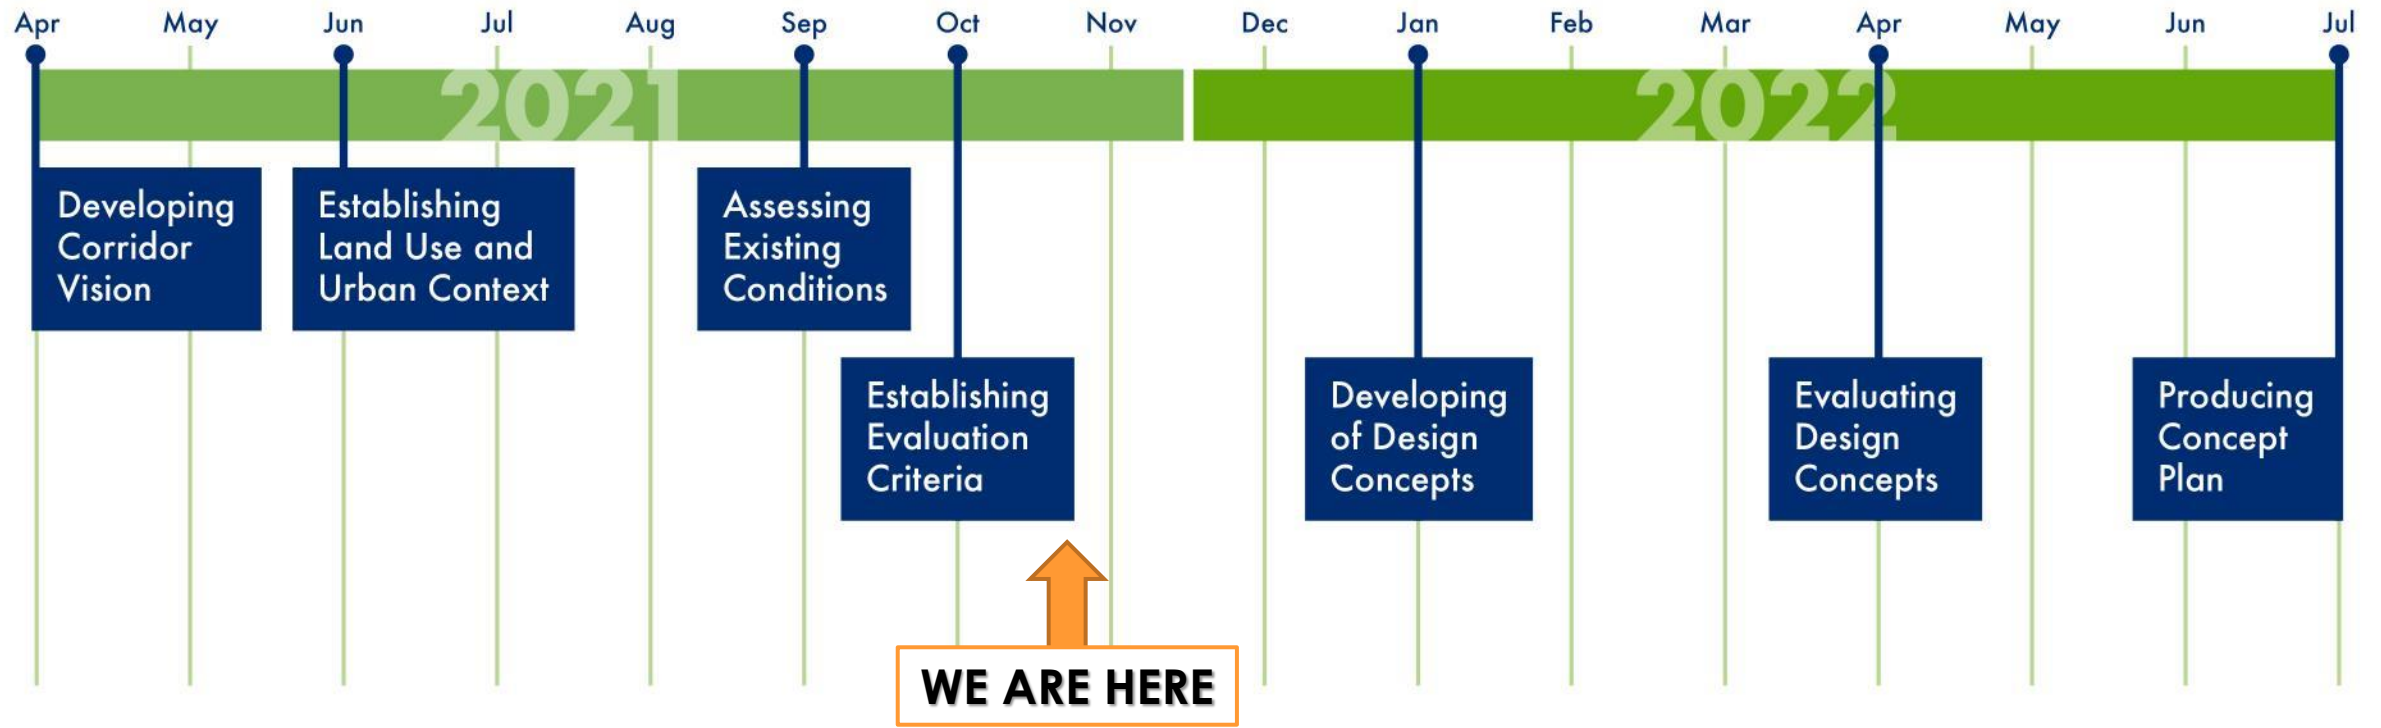 Apr May Jun Jul Aug Sep Oct Nov Dec Jan Feb Mar Apr May Jun Jul
2021 2022
Developing
Corridor
Vision
Establishing
Land Use and
Urban Context
Assessing
Existing
Conditions
Establishing
Evaluation
Criteria
Developing
of Design
Concepts
Evaluating
Design
Concepts
Producing
Concept
Plan
WE ARE HERE